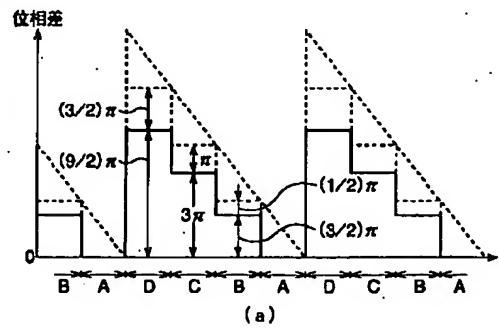 位相差
(3/2)π
(9/2)π
π
3π
(1/2)π
(3/2)π
0
B A D C B A D C B A
(a)